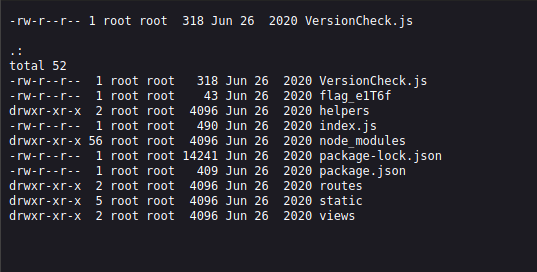 -rw-r--r-- 1 root root  318 Jun 26  2020 VersionCheck.js
.:
total 52
-rw-r--r--  1 root root   318 Jun 26  2020 VersionCheck.js
-rw-r--r--  1 root root    43 Jun 26  2020 flag_e1T6f
drwxr-xr-x  2 root root  4096 Jun 26  2020 helpers
-rw-r--r--  1 root root   490 Jun 26  2020 index.js
drwxr-xr-x 56 root root  4096 Jun 26  2020 node_modules
-rw-r--r--  1 root root 14241 Jun 26  2020 package-lock.json
-rw-r--r--  1 root root   409 Jun 26  2020 package.json
drwxr-xr-x  2 root root  4096 Jun 26  2020 routes
drwxr-xr-x  5 root root  4096 Jun 26  2020 static
drwxr-xr-x  2 root root  4096 Jun 26  2020 views